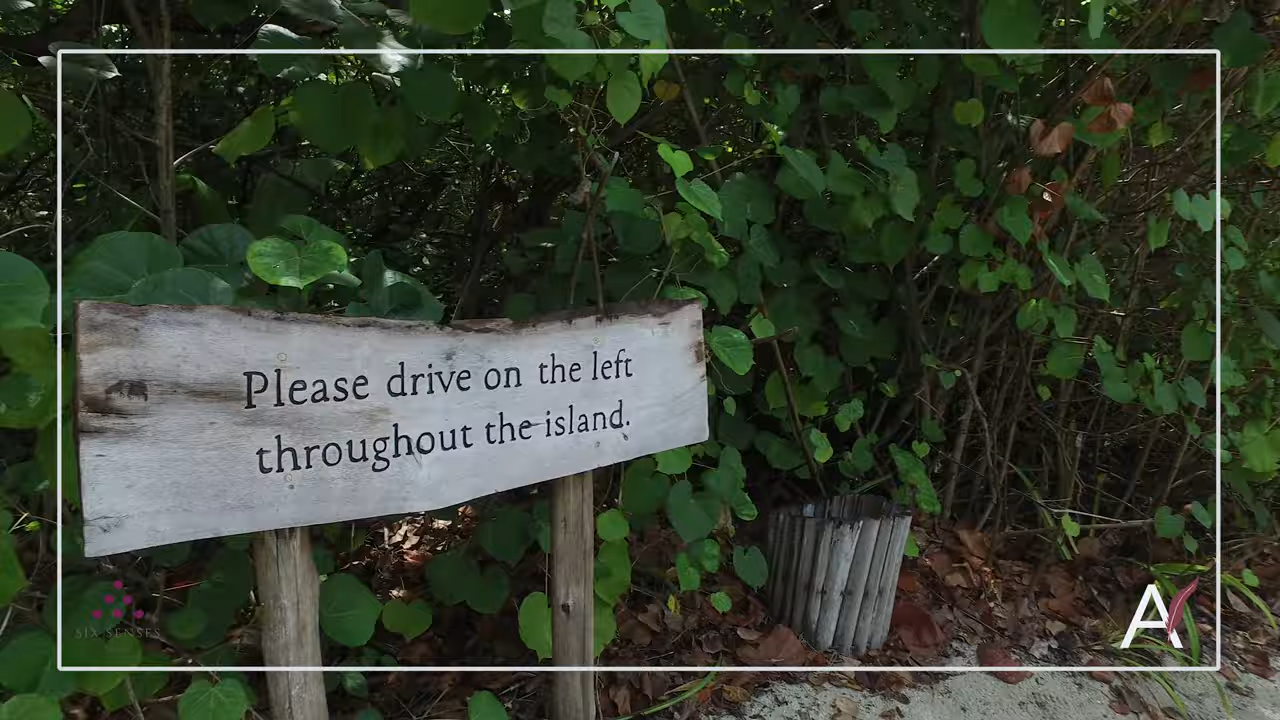 Please drive on the left
throughout the island.
SIX SENSES
A